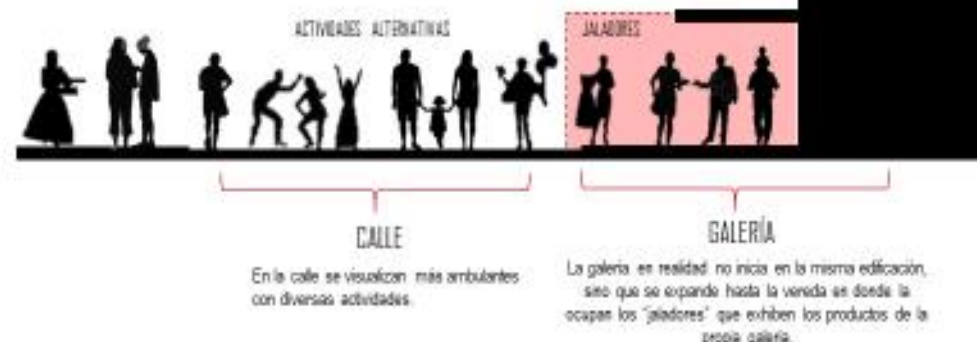 ACTIVIDADES ALTERNATIVAS
JALADORES
CALLE
En la calle se visualizan más ambulantes
con diversas actividades.
GALERÍA
La galeria en realidad no inicia en la misma edificación,
sino que se expande hasta la vereda en donde la
ocupan los "jaladores" que exhiben los productos de la
propia galeria.